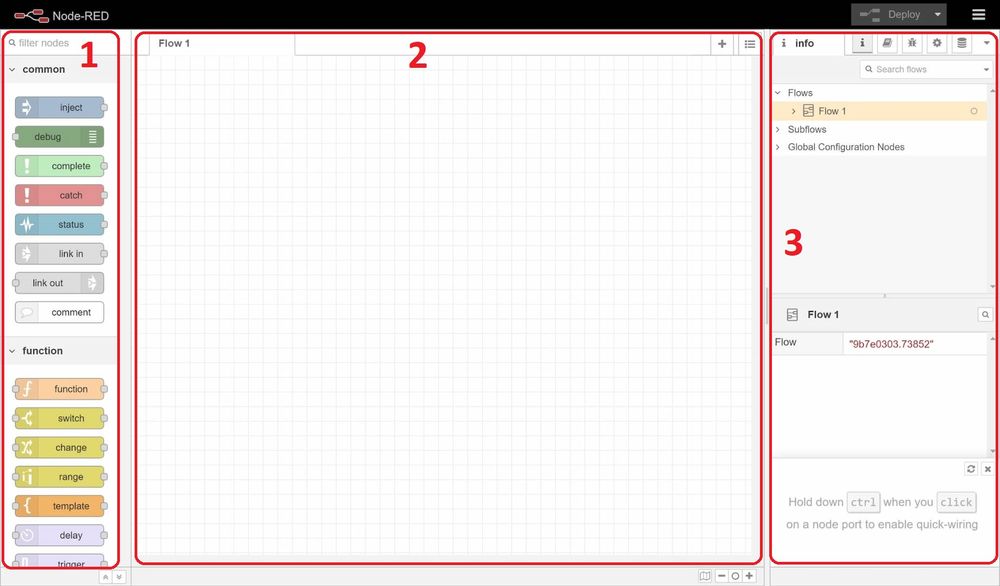 Node-RED
Deploy
filter nodes
1
common
inject
debug
complete
catch
status
link in
link out
comment
function
function
switch
change
range
template
delay
trigger
Flow 1
2
i info
i
Search flows
Flows
Flow 1
Subflows
Global Configuration Nodes
3
Flow 1
Flow "9b7e0303.73852"
Hold down ctrl when you click
on a node port to enable quick-wiring